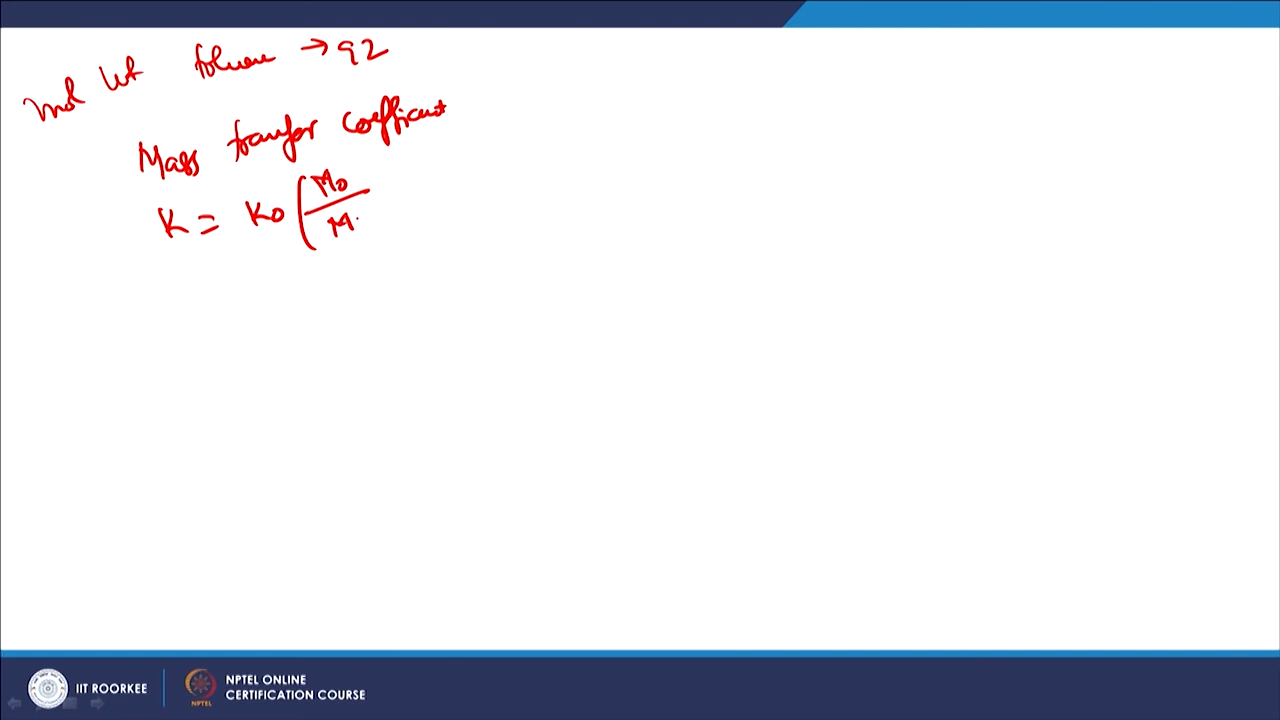 mol wt toluene → 92
Mass transfer coefficient
K = K0 (M0/M.
IIT ROORKEE
NPTEL
NPTEL ONLINE
CERTIFICATION COURSE